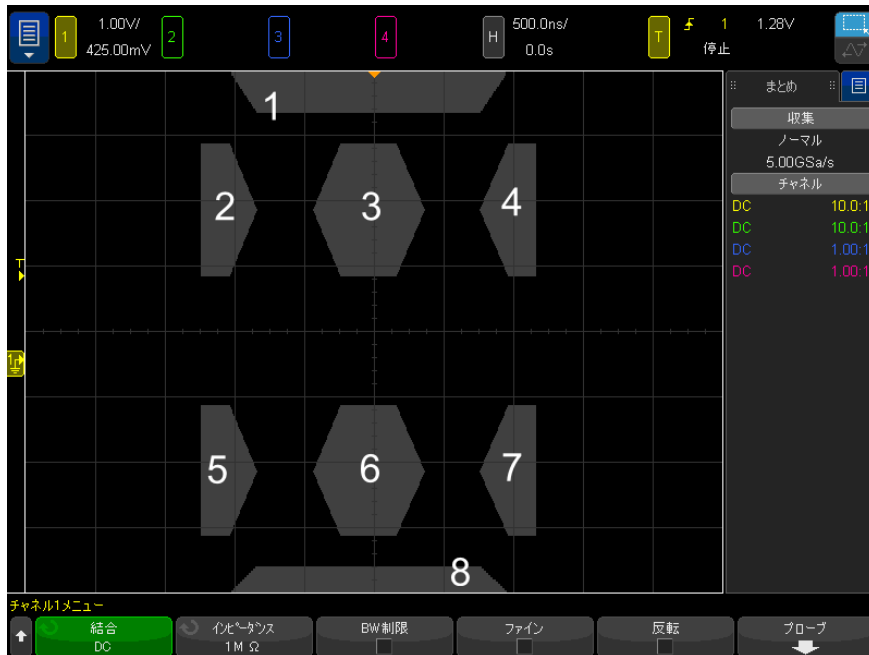 1 1.00V/ 2 3 4 H 500.0ns/ T 1 1.28V
425.00mV 0.0s 停止
まとめ
収集
ノーマル
5.00GSa/s
チャネル
DC 10.0:1
DC 10.0:1
DC 1.00:1
DC 1.00:1
1
2 3 4
T
1
5 6 7
8
チャネル1メニュー
結合 インピータンス BW制限 ファイン 反転 プローブ
DC 1M Ω